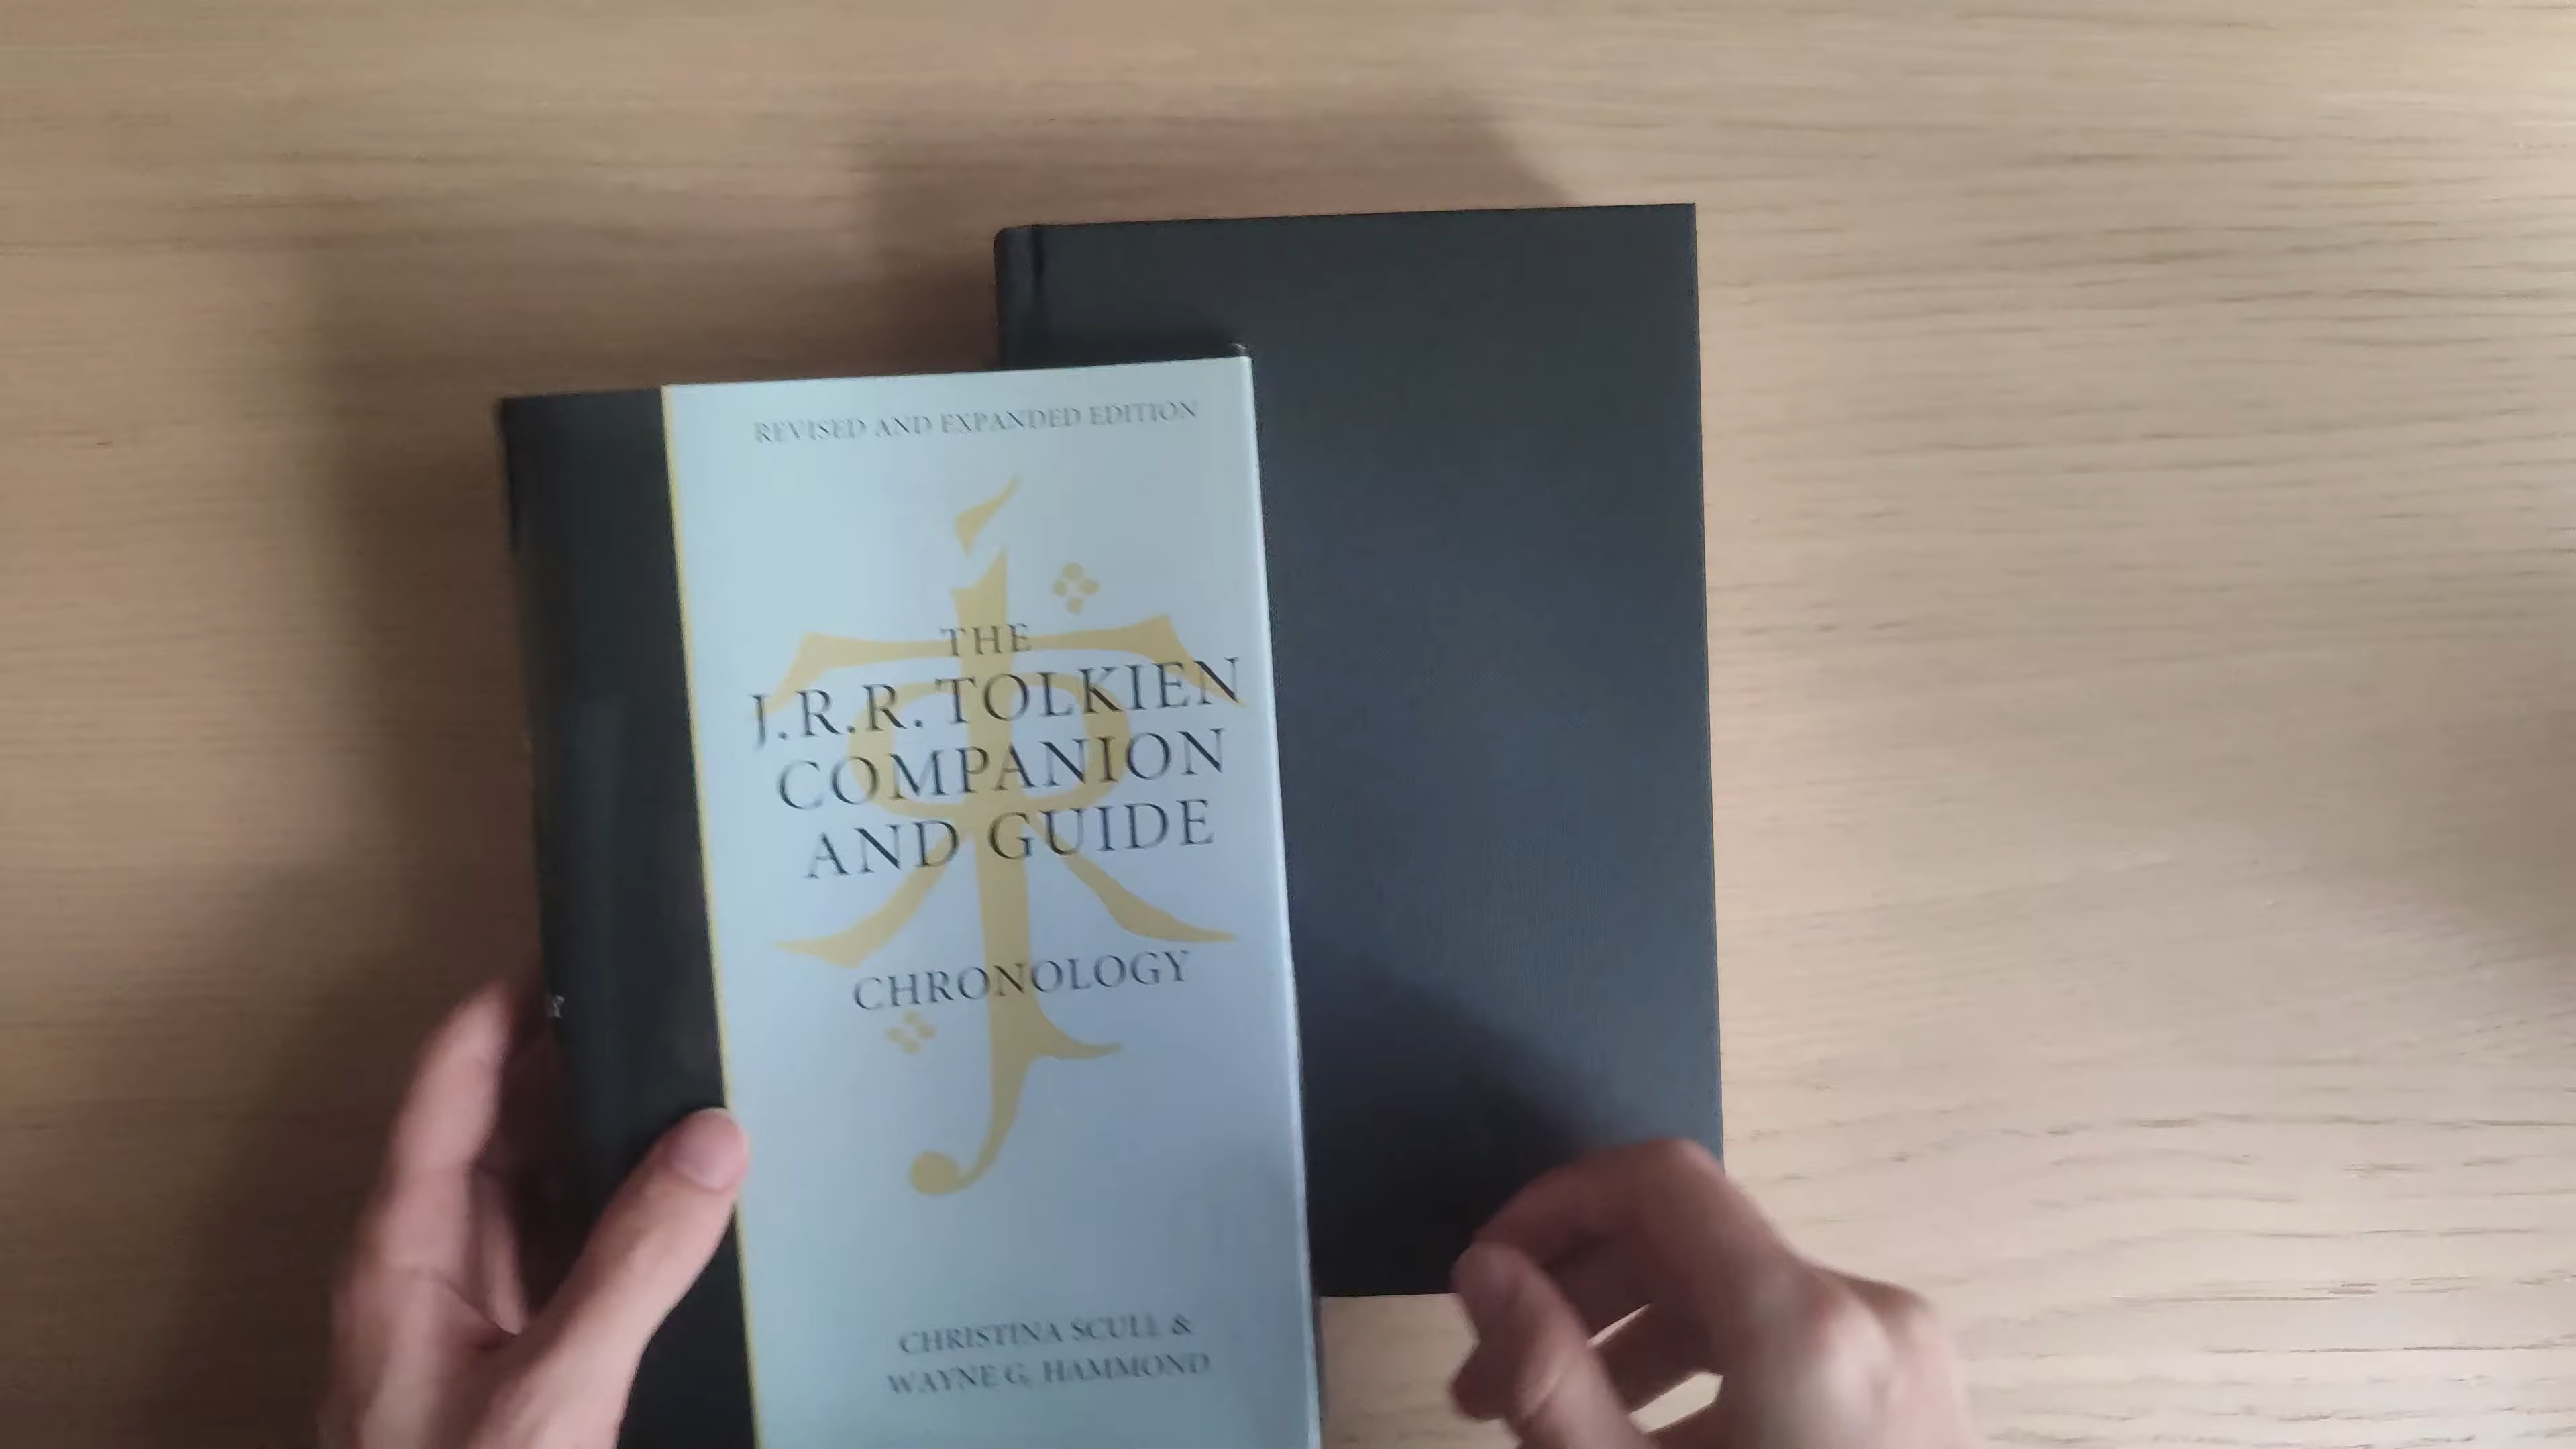 REVISED AND EXPANDED EDITION
THE
J.R.R. TOLKIEN
COMPANION
AND GUIDE
CHRONOLOGY
CHRISTINA SCULL &
WAYNE G. HAMMOND